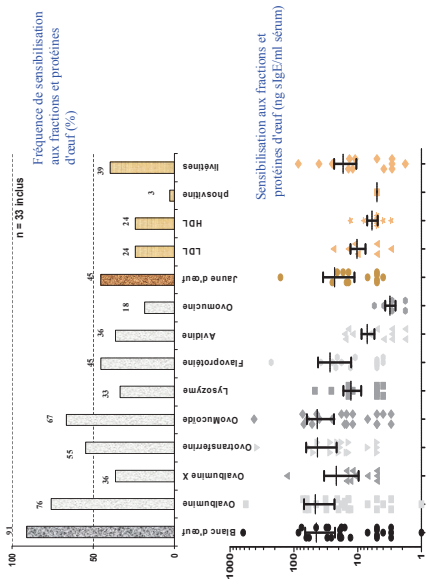 Fréquence de sensibilisation
aux fractions et protéines
d'œuf (%)
n = 33 inclus
100
50
0
91
76
36
55
67
33
45
36
18
45
24
24
3
39
Blanc d'œuf
Ovalbumine
Ovalbumine X
Ovotransferrine
OvoMucoïde
Lysozyme
Flavoprotéine
Avidine
Ovomucine
Jaune d'œuf
LDL
HDL
phosvitine
livétines
Sensibilisation aux fractions et
protéines d'œuf (ng sIgE/ml sérum)
1000
100
10
1